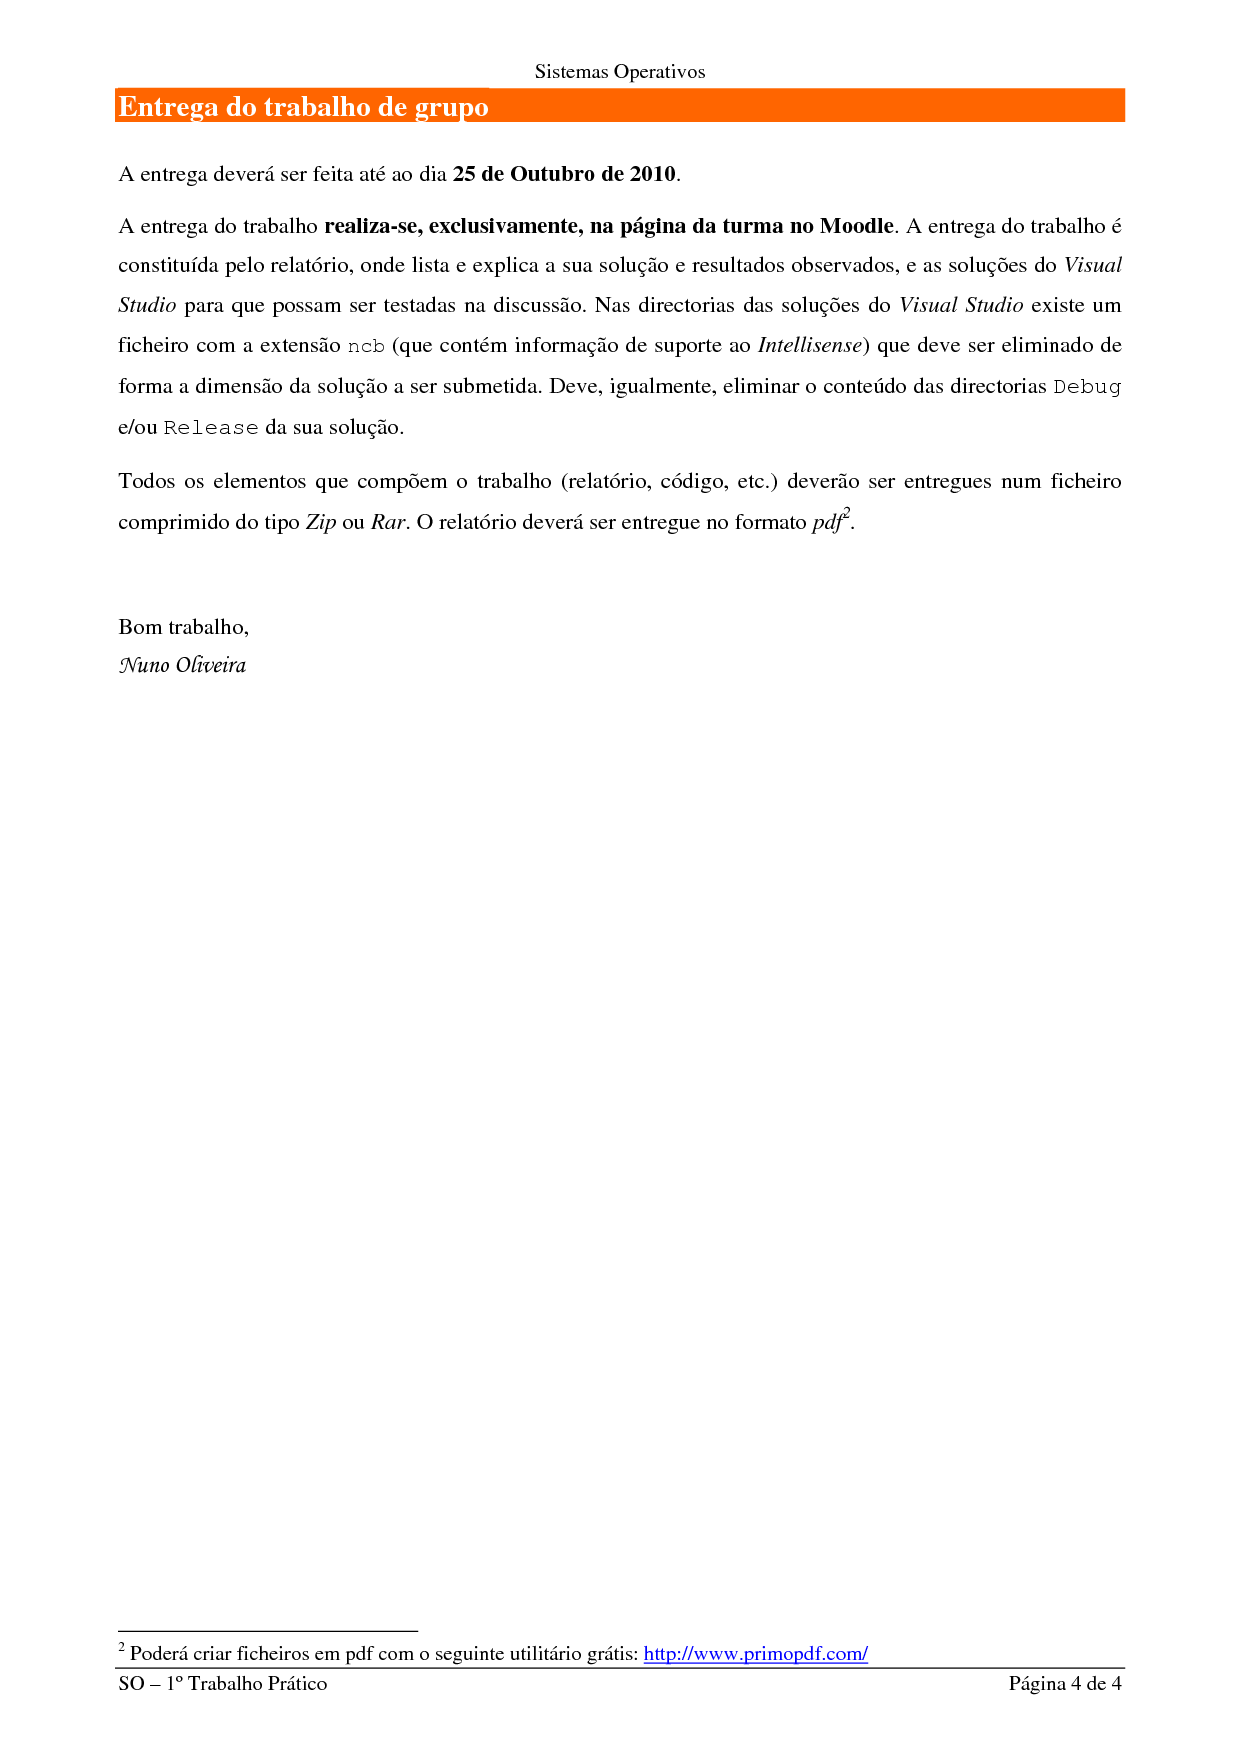 Sistemas Operativos
Entrega do trabalho de grupo
A entrega deverá ser feita até ao dia 25 de Outubro de 2010.
A entrega do trabalho realiza-se, exclusivamente, na página da turma no Moodle. A entrega do trabalho é
constituída pelo relatório, onde lista e explica a sua solução e resultados observados, e as soluções do Visual
Studio para que possam ser testadas na discussão. Nas directorias das soluções do Visual Studio existe um
ficheiro com a extensão ncb (que contém informação de suporte ao Intellisense) que deve ser eliminado de
forma a dimensão da solução a ser submetida. Deve, igualmente, eliminar o conteúdo das directorias Debug
e/ou Release da sua solução.
Todos os elementos que compõem o trabalho (relatório, código, etc.) deverão ser entregues num ficheiro
comprimido do tipo Zip ou Rar. O relatório deverá ser entregue no formato pdf².
Bom trabalho,
Nuno Oliveira
² Poderá criar ficheiros em pdf com o seguinte utilitário grátis: http://www.primopdf.com/
SO – 1º Trabalho Prático Página 4 de 4